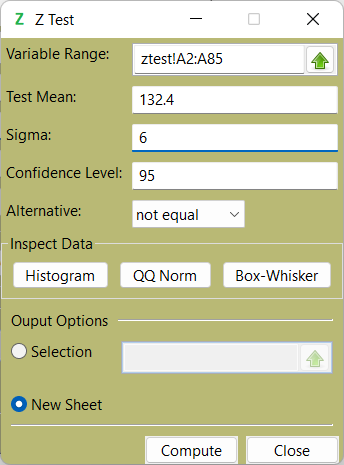 Z Z Test
Variable Range: ztest!A2:A85
Test Mean: 132.4
Sigma: 6
Confidence Level: 95
Alternative: not equal
Inspect Data
Histogram QQ Norm Box-Whisker
Ouput Options
Selection
New Sheet
Compute Close